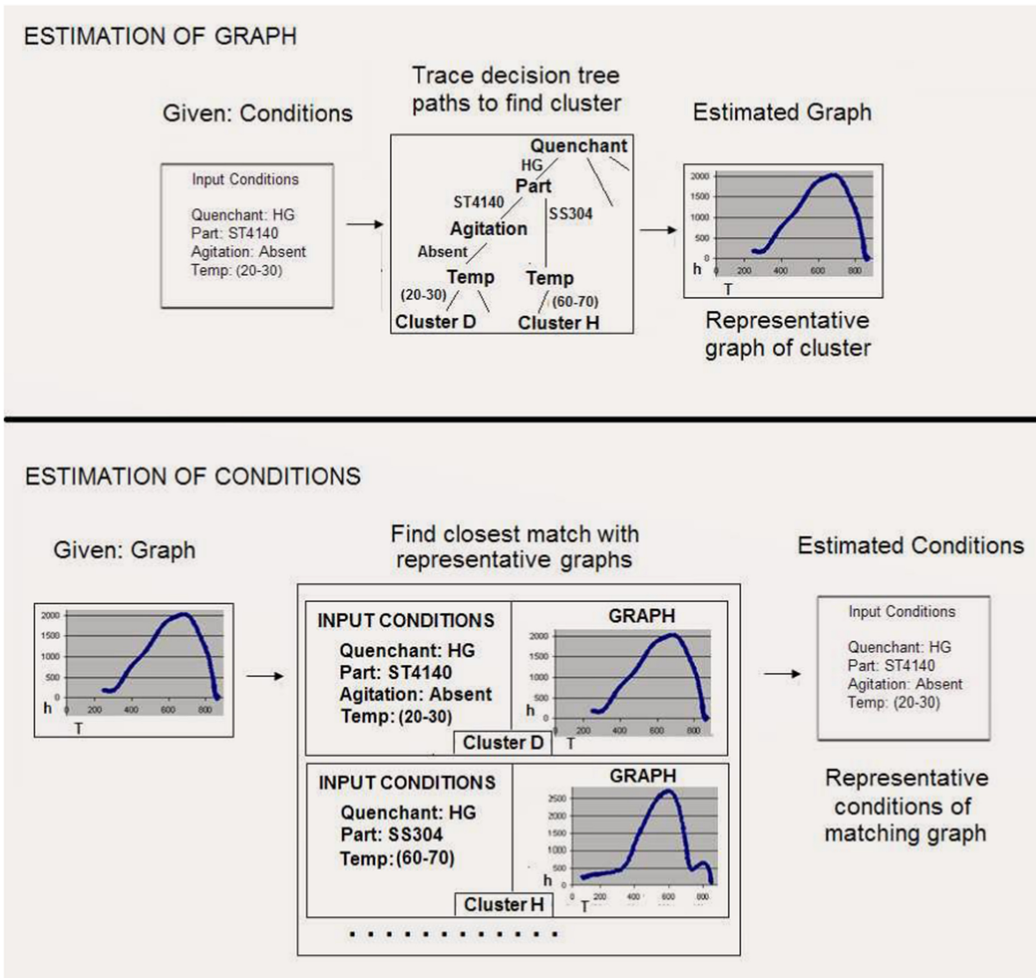 ESTIMATION OF GRAPH
Given: Conditions
Input Conditions
Quenchant: HG
Part: ST4140
Agitation: Absent
Temp: (20-30)
Trace decision tree
paths to find cluster
Quenchant
HG
Part
ST4140
SS304
Agitation
Absent
Temp
Temp
(20-30)
(60-70)
Cluster D
Cluster H
Estimated Graph
2000
1500
1000
500
0
h
0 200 400 600 800
T
Representative
graph of cluster
ESTIMATION OF CONDITIONS
Given: Graph
2000
1500
1000
500
0
h
0 200 400 600 800
T
Find closest match with
representative graphs
INPUT CONDITIONS
Quenchant: HG
Part: ST4140
Agitation: Absent
Temp: (20-30)
Cluster D
GRAPH
2000
1500
1000
500
0
h
0 200 400 600 800
T
INPUT CONDITIONS
Quenchant: HG
Part: SS304
Temp: (60-70)
Cluster H
GRAPH
2500
2000
1500
1000
500
0
h
0 200 400 600 800
T
Estimated Conditions
Input Conditions
Quenchant: HG
Part: ST4140
Agitation: Absent
Temp: (20-30)
Representative
conditions of
matching graph